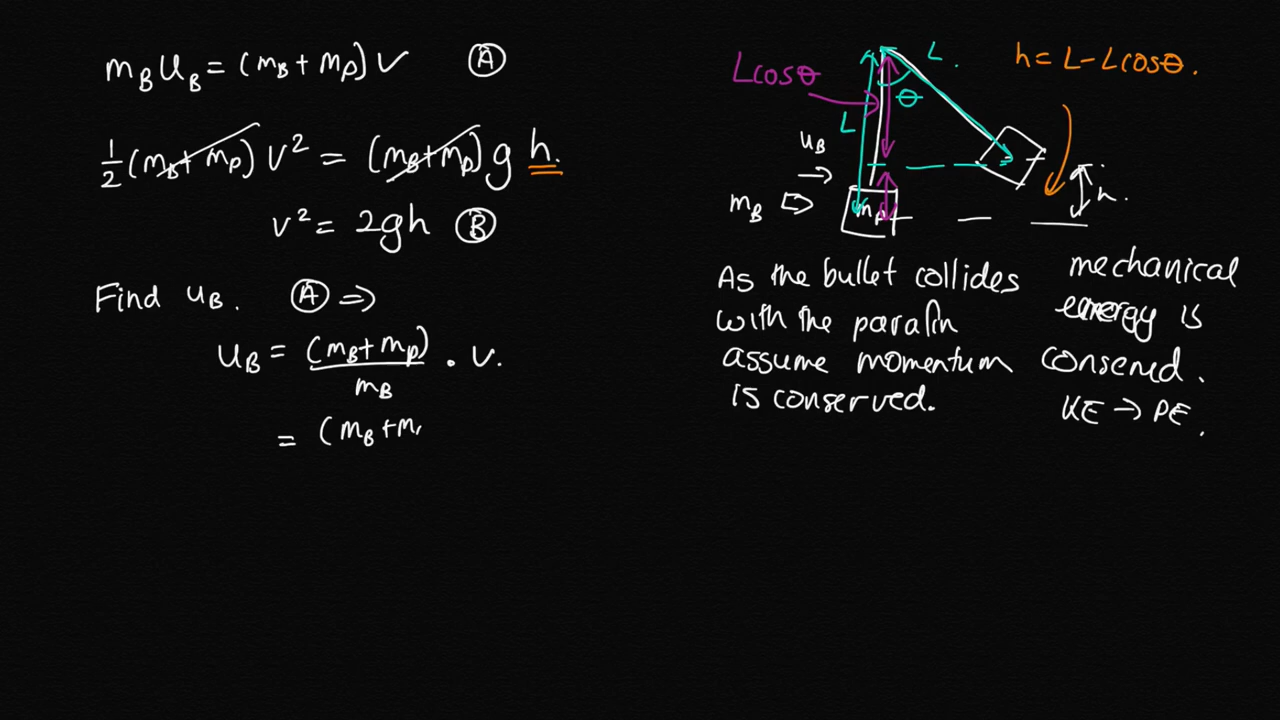 m_B u_B = (m_B + m_P) v Ⓐ
½ (m_B + m_P) v² = (m_B + m_P) g h.
v² = 2gh Ⓑ
Find u_B. Ⓐ ⇒
u_B = (m_B + m_P) / m_B . v.
= (m_B + m
L cos θ
L.
θ
L
h = L - L cos θ.
u_B →
m_B ⇨
m_P
h.
As the bullet collides
with the parafin
assume momentum
is conserved.
mechanical
energy is
conserved.
KE → PE.